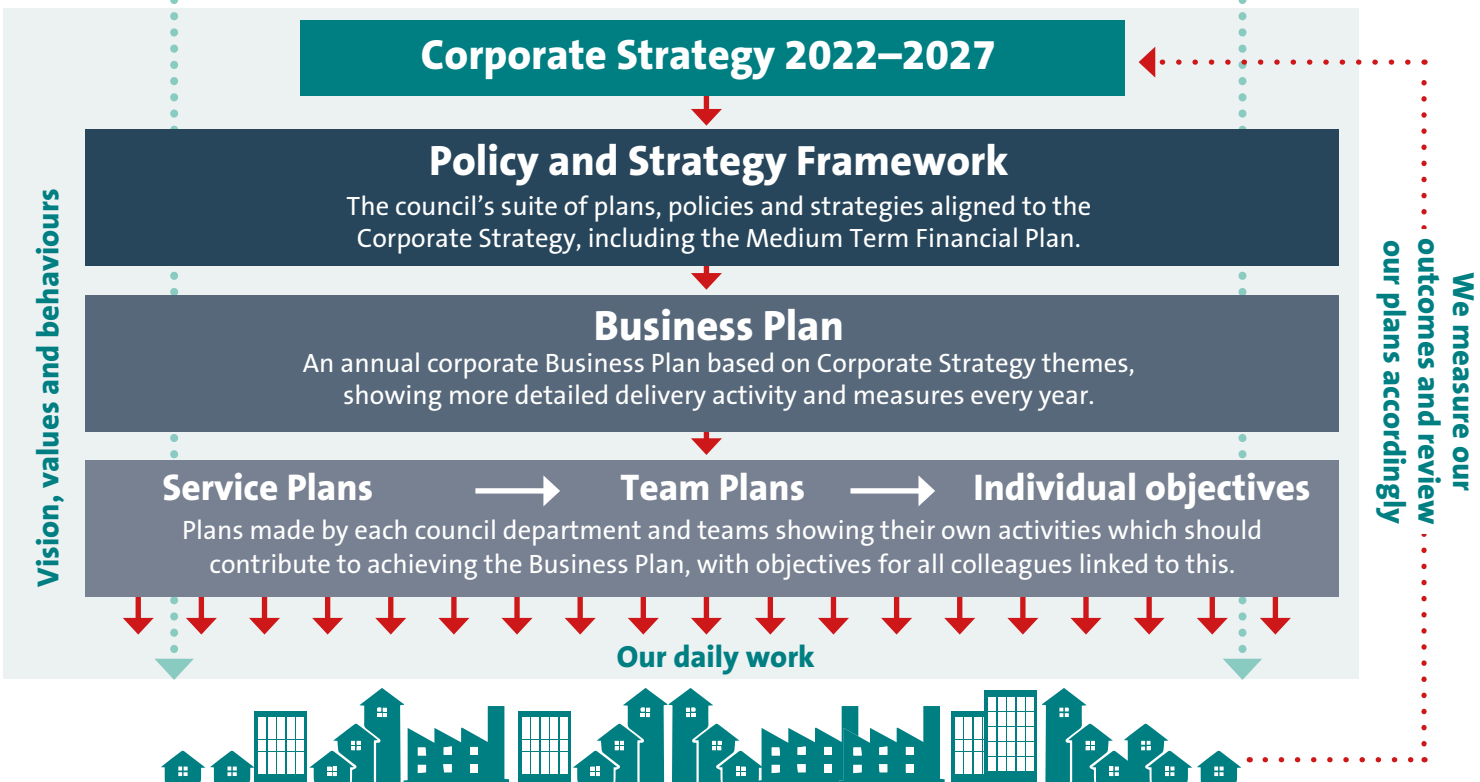 Corporate Strategy 2022–2027
Policy and Strategy Framework
The council’s suite of plans, policies and strategies aligned to the
Corporate Strategy, including the Medium Term Financial Plan.
Business Plan
An annual corporate Business Plan based on Corporate Strategy themes,
showing more detailed delivery activity and measures every year.
Service Plans
Team Plans
Individual objectives
Plans made by each council department and teams showing their own activities which should
contribute to achieving the Business Plan, with objectives for all colleagues linked to this.
Our daily work
Vision, values and behaviours
We measure our
outcomes and review
our plans accordingly